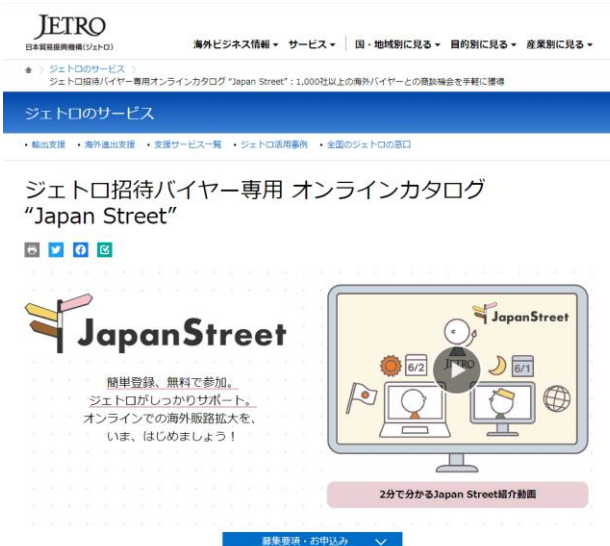 JETRO
日本貿易振興機構(ジェトロ)
海外ビジネス情報 サービス 国・地域別に見る 目的別に見る 産業別に見る
ジェトロのサービス
ジェトロ招待バイヤー専用オンラインカタログ “Japan Street”：1,000社以上の海外バイヤーとの商談機会を手軽に獲得
ジェトロのサービス
・輸出支援 ・海外進出支援 ・支援サービス一覧 ・ジェトロ活用事例 ・全国のジェトロの窓口
ジェトロ招待バイヤー専用 オンラインカタログ
“Japan Street”
JapanStreet
簡単登録、無料で参加。
ジェトロがしっかりサポート。
オンラインでの海外販路拡大を、
いま、はじめましょう！
JapanStreet
6/2
JETRO
6/1
2分で分かるJapan Street紹介動画
募集要項・お申込み